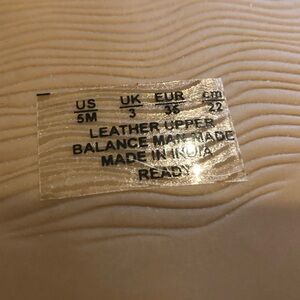 US UK EUR cm
5M 3 36 22
LEATHER UPPER
BALANCE MAN MADE
MADE IN INDIA
READY